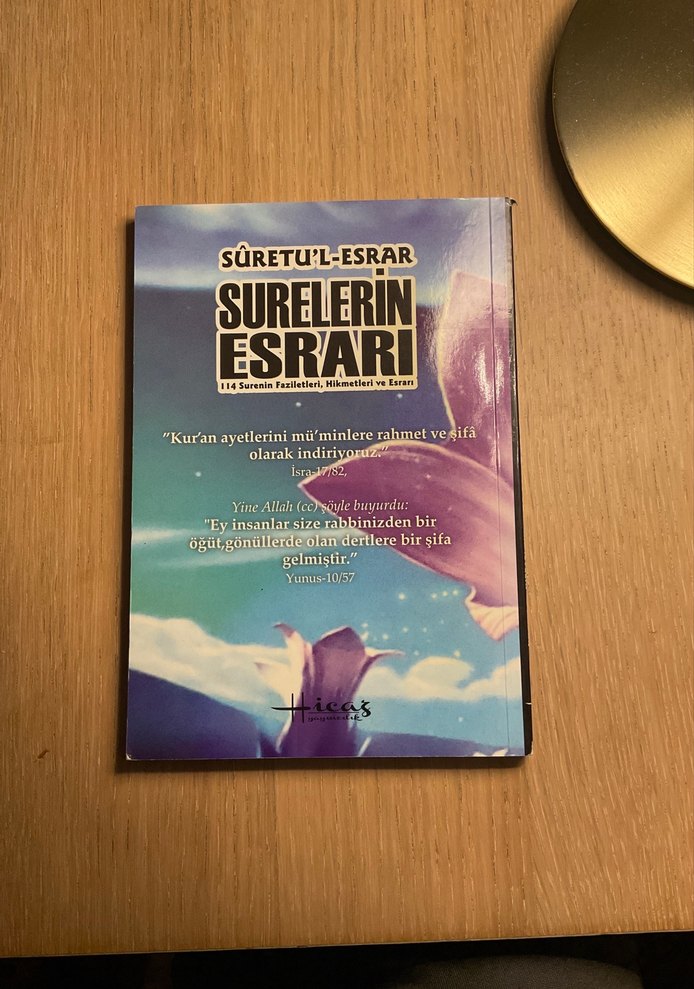 SÛRETU'L-ESRAR
SURELERİN
ESRARI
114 Surenin Faziletleri, Hikmetleri ve Esrarı
”Kur'an ayetlerini mü'minlere rahmet ve şifâ
olarak indiriyoruz.”
İsra-17/82,
Yine Allah (cc) şöyle buyurdu:
"Ey insanlar size rabbinizden bir
öğüt,gönüllerde olan dertlere bir şifa
gelmiştir.”
Yunus-10/57
Hicaz
yayıncılık